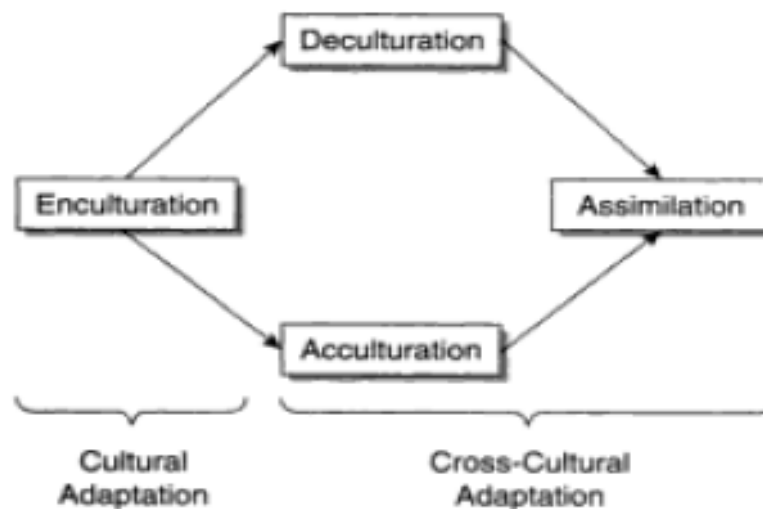 Deculturation
Enculturation
Assimilation
Acculturation
Cultural
Adaptation
Cross-Cultural
Adaptation